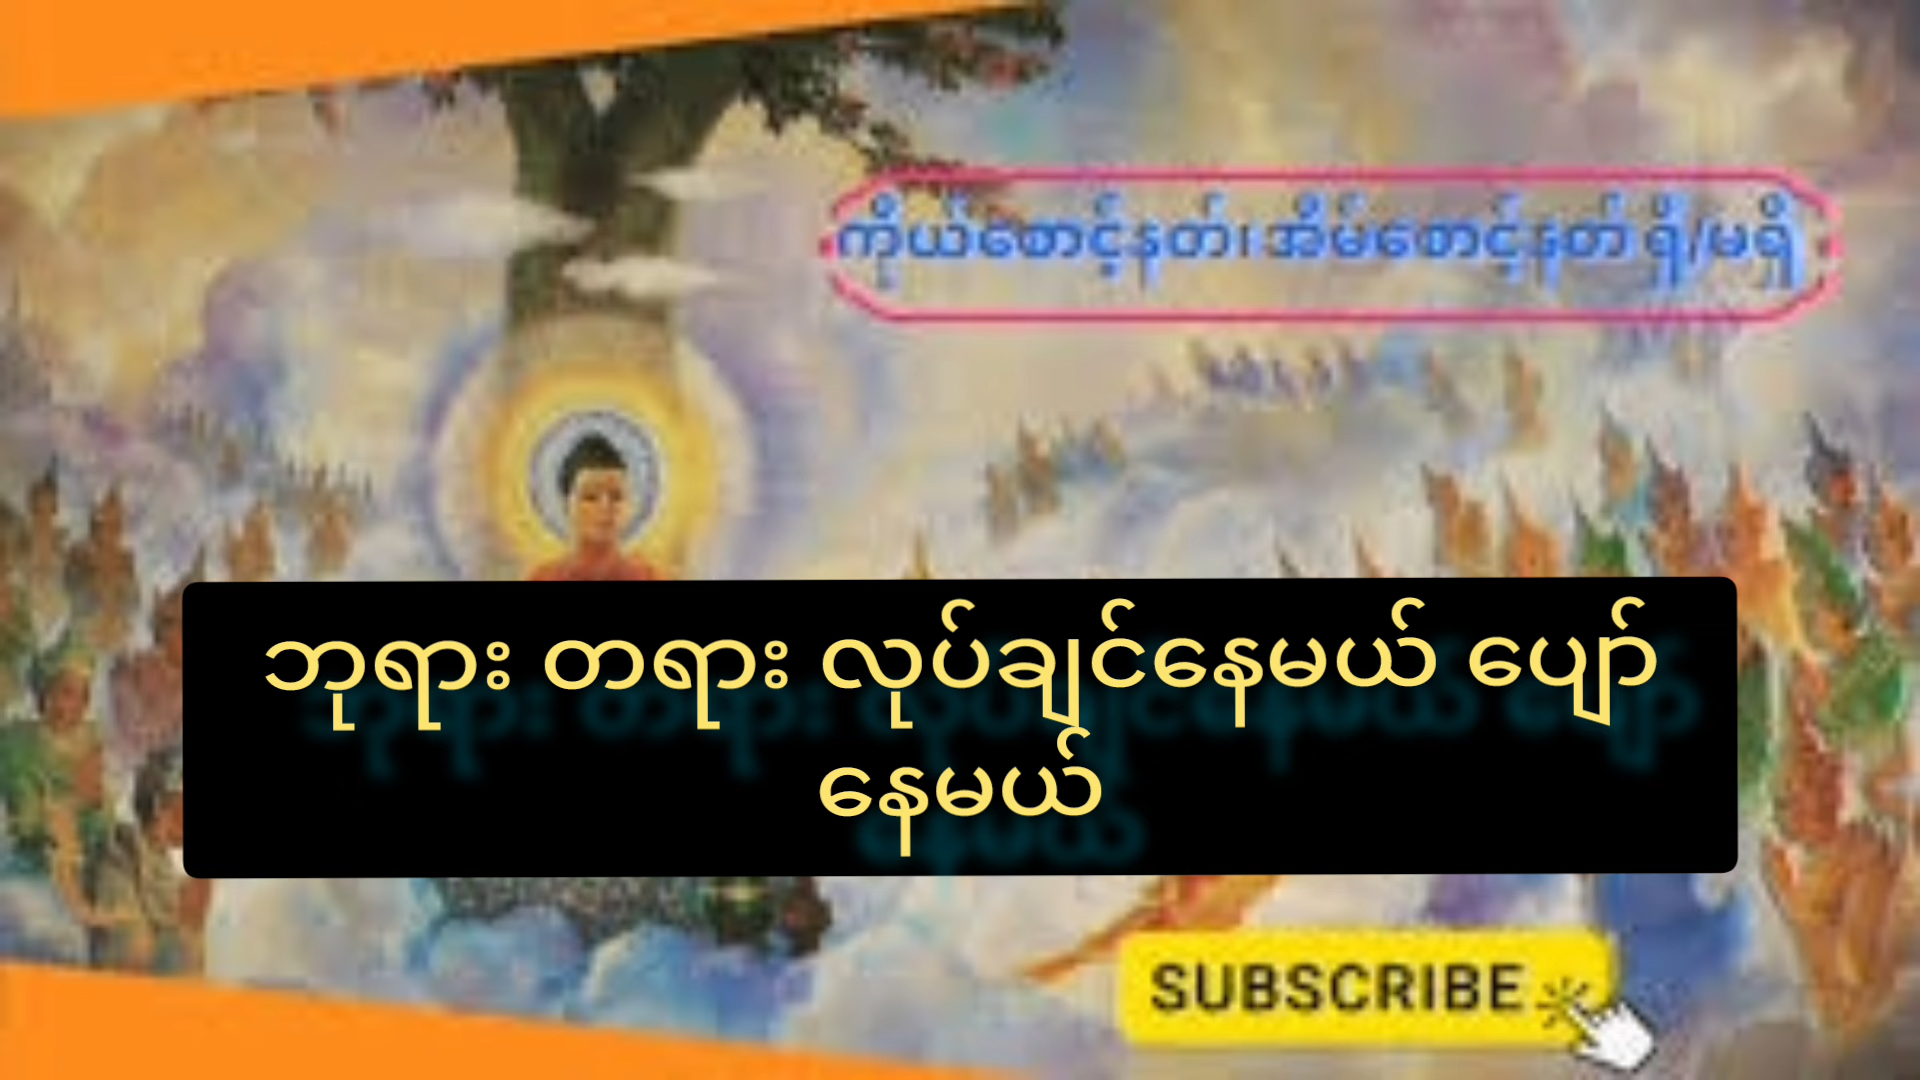 ကိုယ်စောင့်နတ်၊ အိမ်စောင့်နတ် ရှိ/မရှိ
ဘုရား တရား လုပ်ချင်နေမယ် ပျော်
နေမယ်
SUBSCRIBE